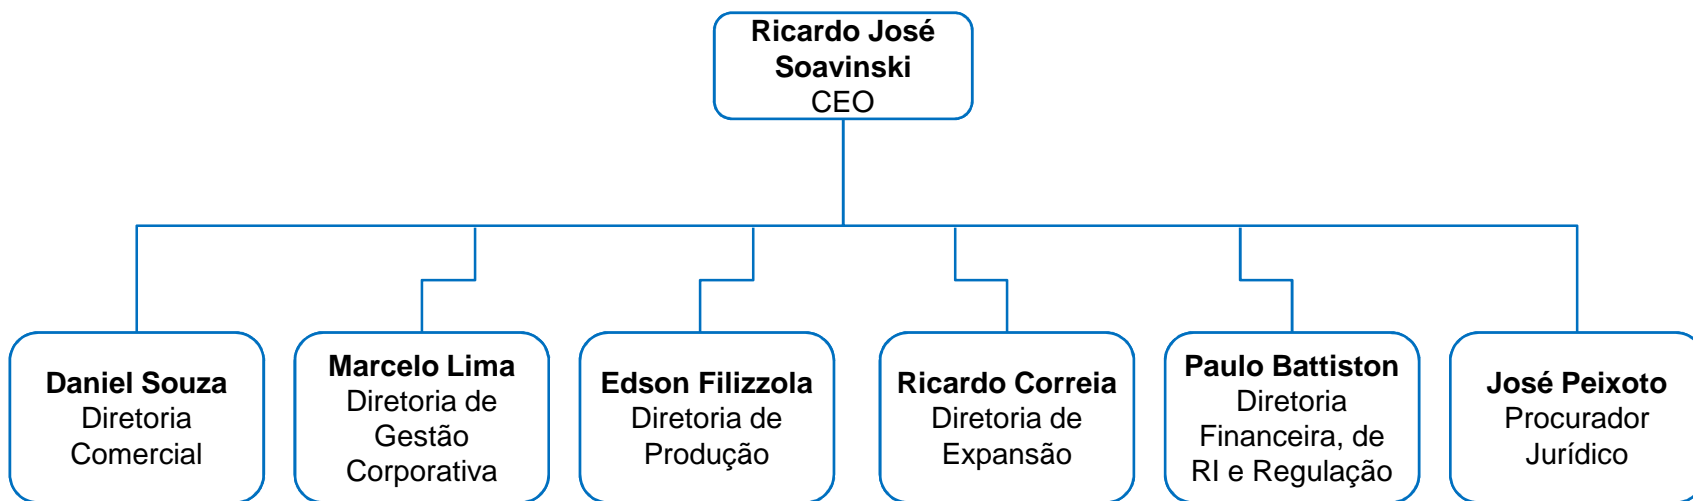 Ricardo José
Soavinski
CEO
Daniel Souza
Diretoria
Comercial
Marcelo Lima
Diretoria de
Gestão
Corporativa
Edson Filizzola
Diretoria de
Produção
Ricardo Correia
Diretoria de
Expansão
Paulo Battiston
Diretoria
Financeira, de
RI e Regulação
José Peixoto
Procurador
Jurídico